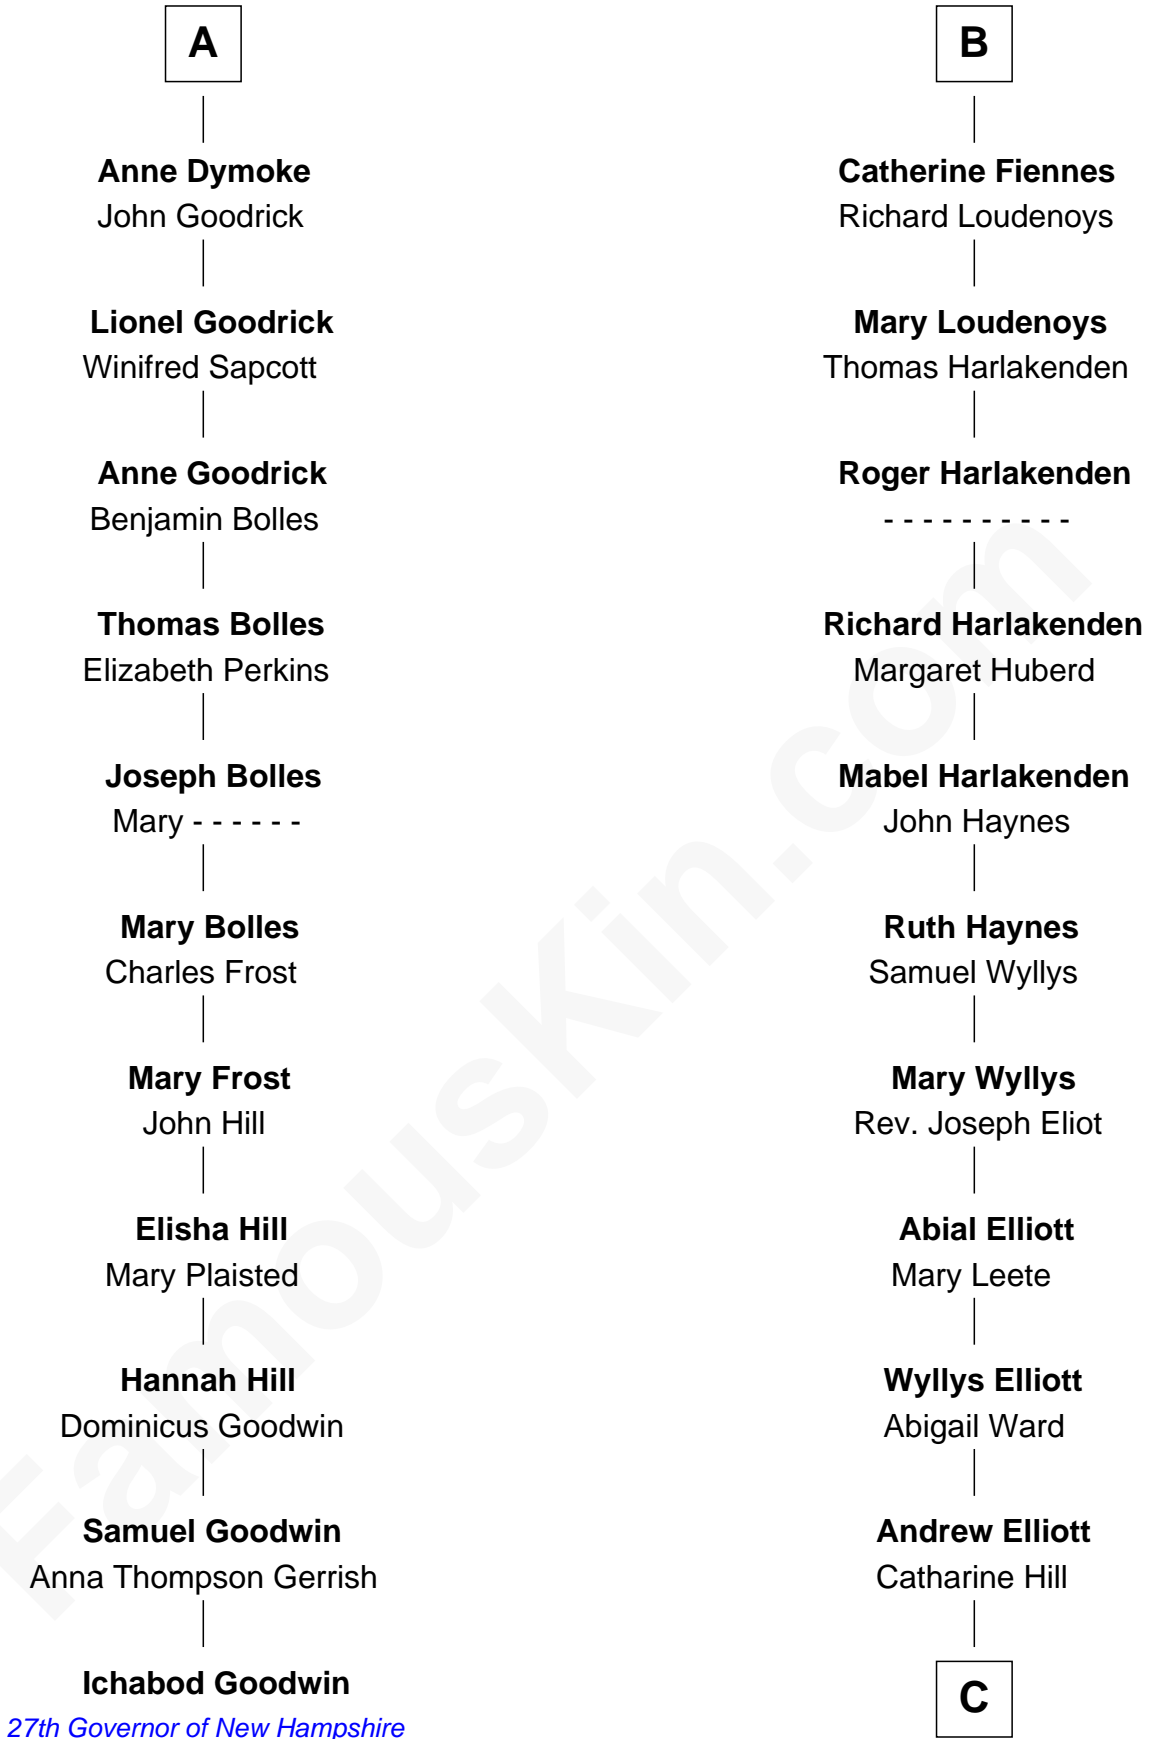 A
Anne Dymoke
John Goodrick
Lionel Goodrick
Winifred Sapcott
Anne Goodrick
Benjamin Bolles
Thomas Bolles
Elizabeth Perkins
Joseph Bolles
Mary - - - - - -
Mary Bolles
Charles Frost
Mary Frost
John Hill
Elisha Hill
Mary Plaisted
Hannah Hill
Dominicus Goodwin
Samuel Goodwin
Anna Thompson Gerrish
Ichabod Goodwin
27th Governor of New Hampshire
B
Catherine Fiennes
Richard Loudenoys
Mary Loudenoys
Thomas Harlakenden
Roger Harlakenden
- - - - - - - - - -
Richard Harlakenden
Margaret Huberd
Mabel Harlakenden
John Haynes
Ruth Haynes
Samuel Wyllys
Mary Wyllys
Rev. Joseph Eliot
Abial Elliott
Mary Leete
Wyllys Elliott
Abigail Ward
Andrew Elliott
Catharine Hill
C
FamousKin.com